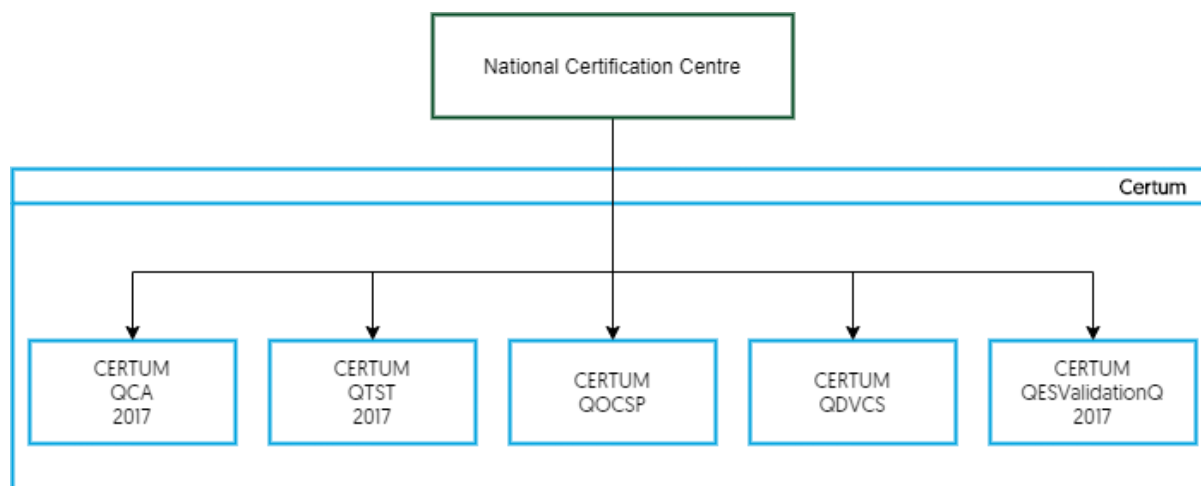 National Certification Centre
Certum
CERTUM
QCA
2017
CERTUM
QTST
2017
CERTUM
QOCSP
CERTUM
QDVCS
CERTUM
QESValidationQ
2017